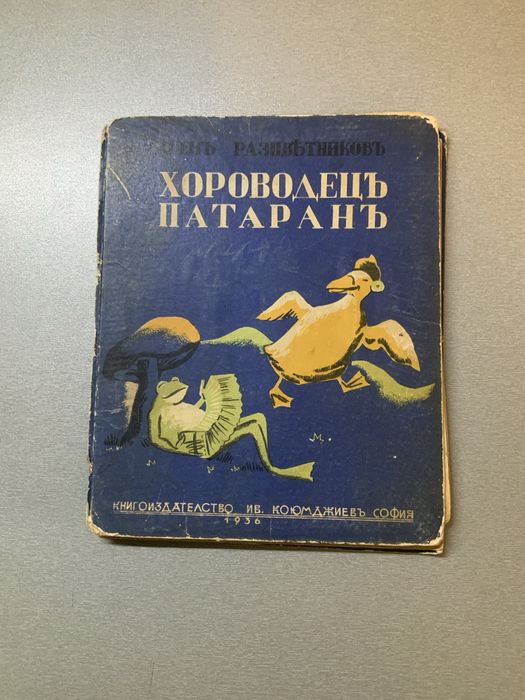 РАЗЦВѢТНИКОВЪ
ХОРОВОДЕЦЪ
ПАТАРАНЪ
КНИГОИЗДАТЕЛСТВО ИВ. КОЮМДЖИЕВЪ СОФИЯ
1936